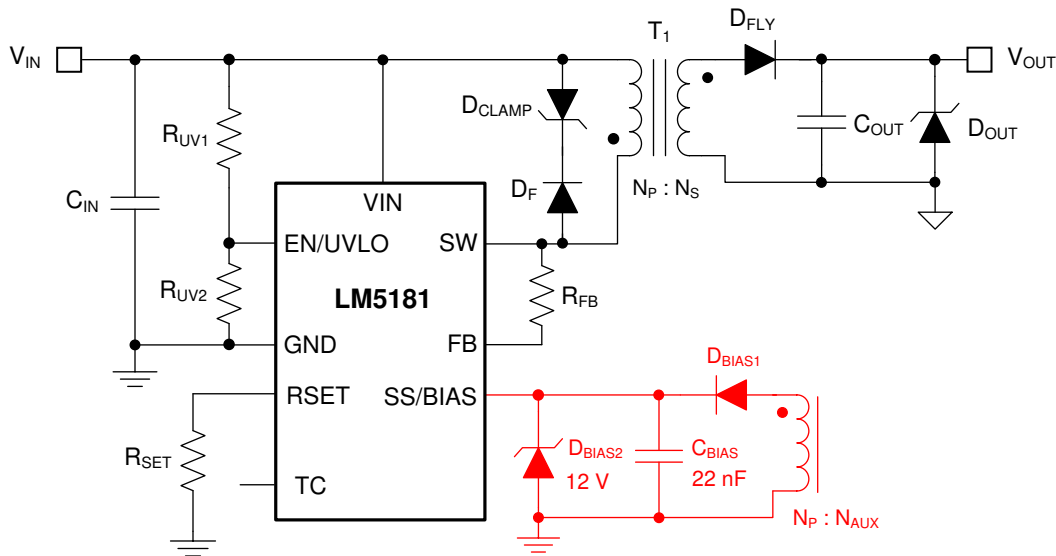 T1
DFLY
VIN
VOUT
DCLAMP
RUV1
COUT
DOUT
CIN
DF
NP : NS
VIN
EN/UVLO
SW
RUV2
LM5181
RFB
GND
FB
DBIAS1
RSET
SS/BIAS
RSET
DBIAS2
12 V
CBIAS
22 nF
TC
NP : NAUX